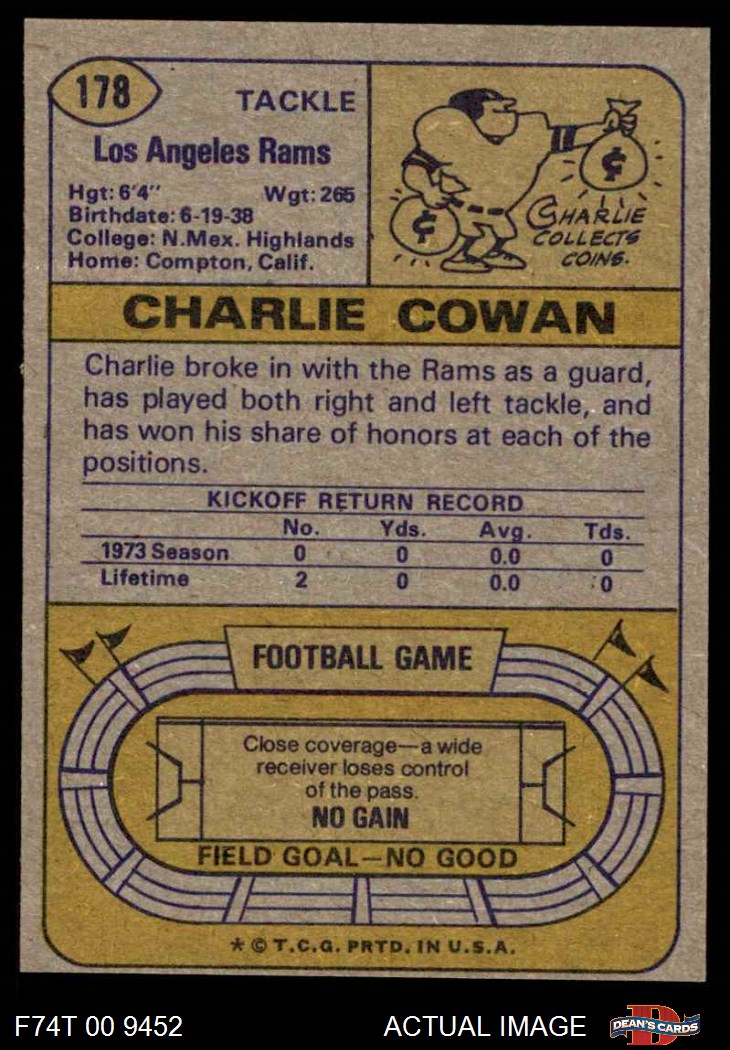 178
TACKLE
Los Angeles Rams
Hgt: 6'4" Wgt: 265
Birthdate: 6-19-38
College: N.Mex. Highlands
Home: Compton, Calif.
¢
¢
CHARLIE
COLLECTS
COINS.
CHARLIE COWAN
Charlie broke in with the Rams as a guard,
has played both right and left tackle, and
has won his share of honors at each of the
positions.
KICKOFF RETURN RECORD
No. Yds. Avg. Tds.
1973 Season 0 0 0.0 0
Lifetime 2 0 0.0 0
FOOTBALL GAME
Close coverage—a wide
receiver loses control
of the pass.
NO GAIN
FIELD GOAL—NO GOOD
* © T.C.G. PRTD. IN U.S.A.
F74T 00 9452 ACTUAL IMAGE
D
DEAN'S CARDS